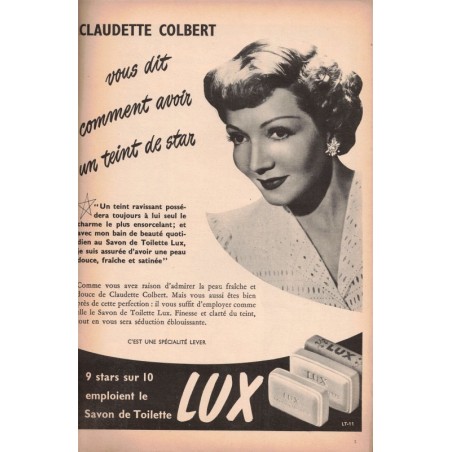 CLAUDETTE COLBERT
vous dit
comment avoir
un teint de star
"Un teint ravissant possé-
dera toujours à lui seul le
charme le plus ensorcelant; et
avec mon bain de beauté quoti-
dien au Savon de Toilette Lux,
je suis assurée d'avoir une peau
douce, fraîche et satinée"
Comme vous avez raison d'admirer la peau fraîche et
douce de Claudette Colbert. Mais vous aussi êtes bien
près de cette perfection : il vous suffit d'employer comme
elle le Savon de Toilette Lux. Finesse et clarté du teint,
tout en vous sera séduction éblouissante.
C'EST UNE SPÉCIALITÉ LEVER
9 stars sur 10
emploient le
Savon de Toilette
LUX
LUX
LUX
LT-11